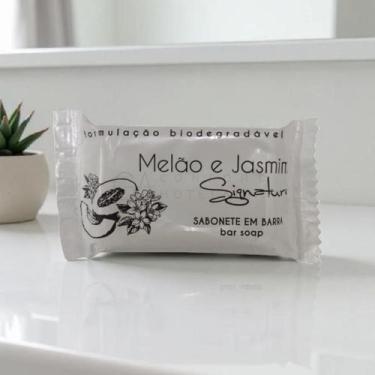 formulação biodegradável
Melão e Jasmim
Signature
SABONETE EM BARRA
bar soap